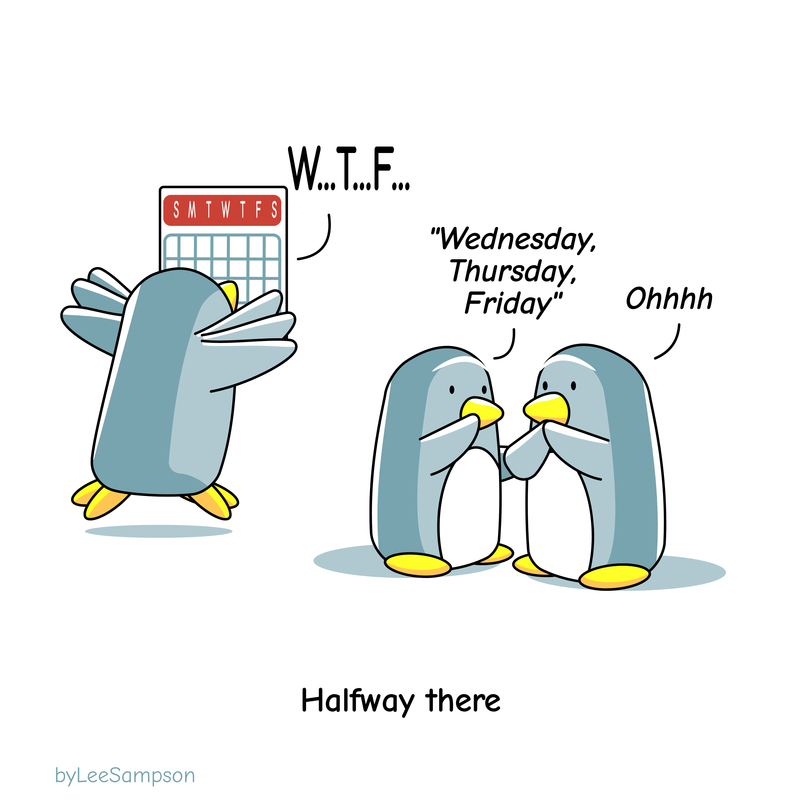 W...T...F...
S M T W T F S
"Wednesday,
Thursday,
Friday"
Ohhhh
Halfway there
byLeeSampson